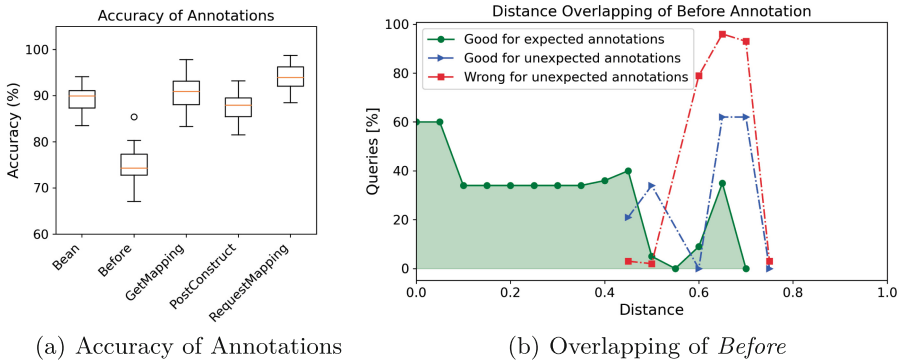 Accuracy of Annotations
Accuracy (%)
100
90
80
70
60
Bean
Before
GetMapping
PostConstruct
RequestMapping
(a) Accuracy of Annotations
Distance Overlapping of Before Annotation
Queries [%]
100
80
60
40
20
0
Good for expected annotations
Good for unexpected annotations
Wrong for unexpected annotations
0.0 0.2 0.4 0.6 0.8 1.0
Distance
(b) Overlapping of Before